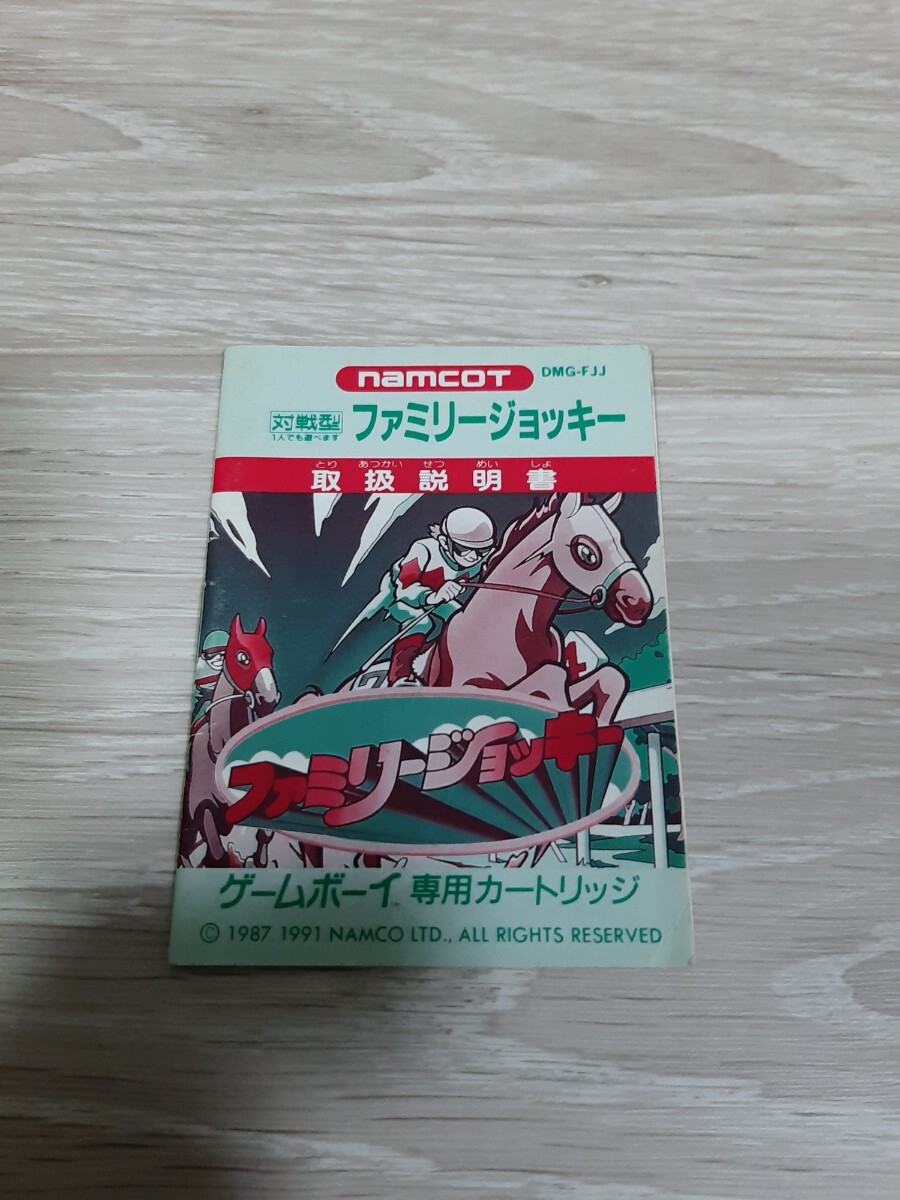 namcot DMG-FJJ
対戦型 ファミリージョッキー
1人でも遊べます
とり あつかい せつ めい しょ
取扱説明書
ファミリージョッキー
ゲームボーイ™ 専用カートリッジ
© 1987 1991 NAMCO LTD., ALL RIGHTS RESERVED